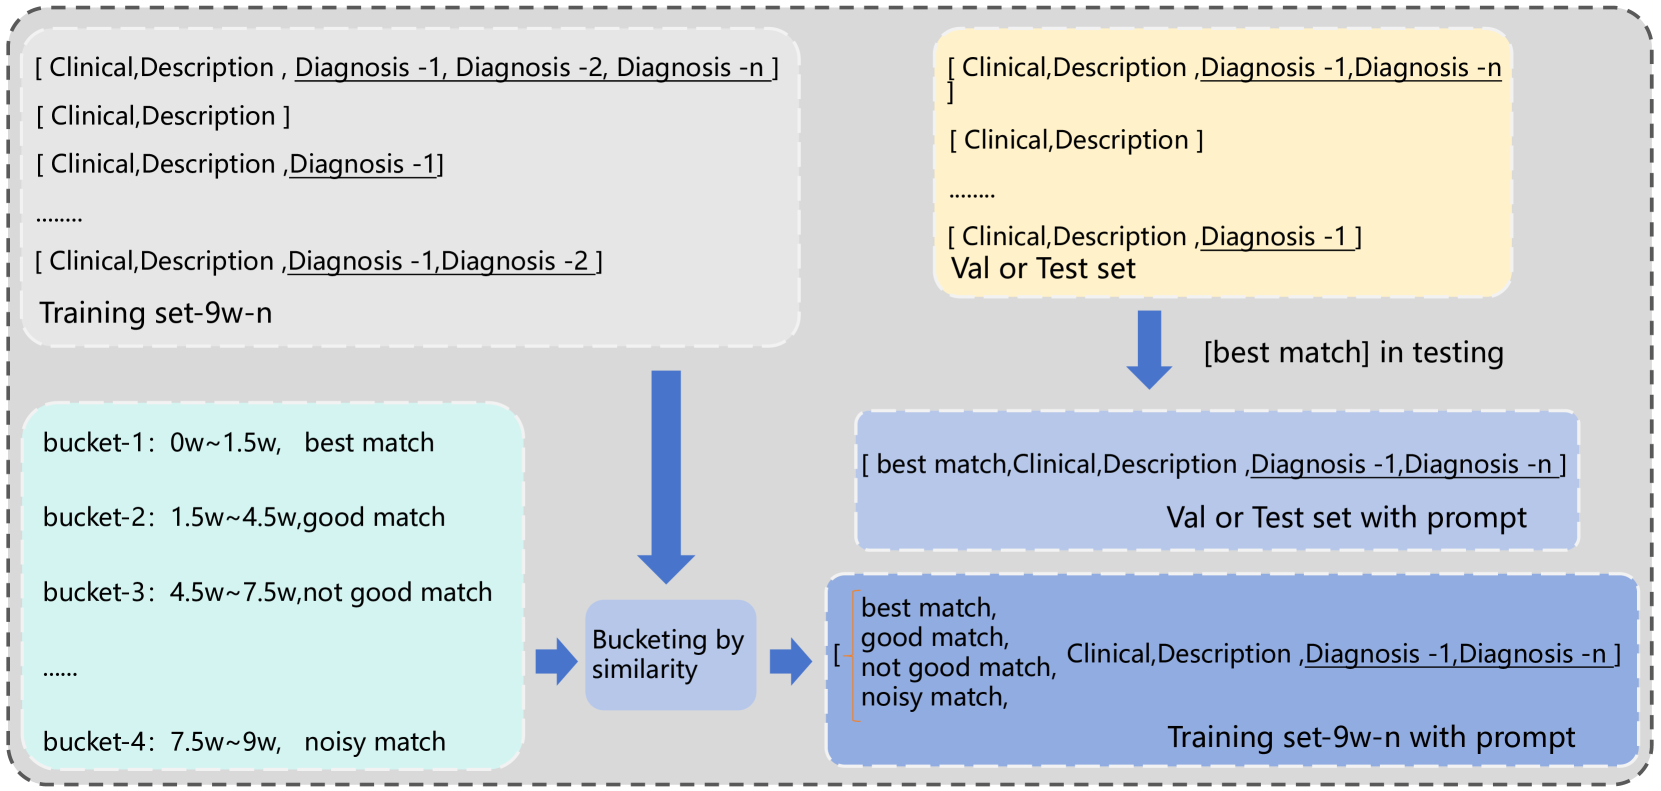 [ Clinical,Description , Diagnosis -1, Diagnosis -2, Diagnosis -n ]
[ Clinical,Description ]
[ Clinical,Description ,Diagnosis -1]
........
[ Clinical,Description ,Diagnosis -1,Diagnosis -2 ]
Training set-9w-n
[ Clinical,Description ,Diagnosis -1,Diagnosis -n
]
[ Clinical,Description ]
........
[ Clinical,Description ,Diagnosis -1 ]
Val or Test set
[best match] in testing
bucket-1: 0w~1.5w, best match
bucket-2: 1.5w~4.5w,good match
bucket-3: 4.5w~7.5w,not good match
......
bucket-4: 7.5w~9w, noisy match
Bucketing by
similarity
[ best match,Clinical,Description ,Diagnosis -1,Diagnosis -n ]
Val or Test set with prompt
best match,
good match,
[ not good match, Clinical,Description ,Diagnosis -1,Diagnosis -n ]
noisy match,
Training set-9w-n with prompt